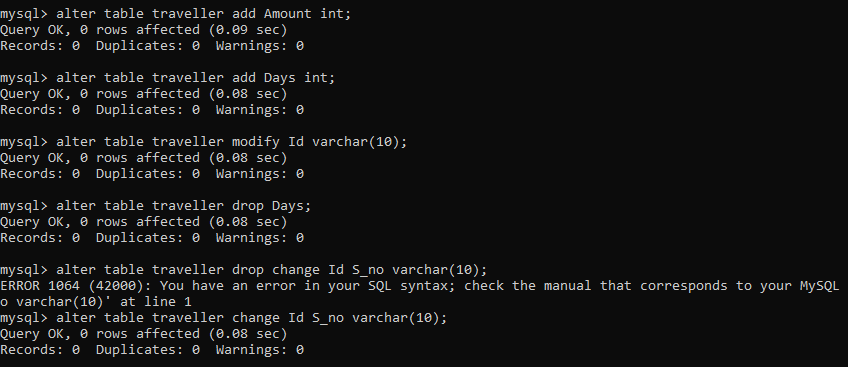 mysql> alter table traveller add Amount int;
Query OK, 0 rows affected (0.09 sec)
Records: 0  Duplicates: 0  Warnings: 0
mysql> alter table traveller add Days int;
Query OK, 0 rows affected (0.08 sec)
Records: 0  Duplicates: 0  Warnings: 0
mysql> alter table traveller modify Id varchar(10);
Query OK, 0 rows affected (0.08 sec)
Records: 0  Duplicates: 0  Warnings: 0
mysql> alter table traveller drop Days;
Query OK, 0 rows affected (0.08 sec)
Records: 0  Duplicates: 0  Warnings: 0
mysql> alter table traveller drop change Id S_no varchar(10);
ERROR 1064 (42000): You have an error in your SQL syntax; check the manual that corresponds to your MySQL
o varchar(10)' at line 1
mysql> alter table traveller change Id S_no varchar(10);
Query OK, 0 rows affected (0.08 sec)
Records: 0  Duplicates: 0  Warnings: 0